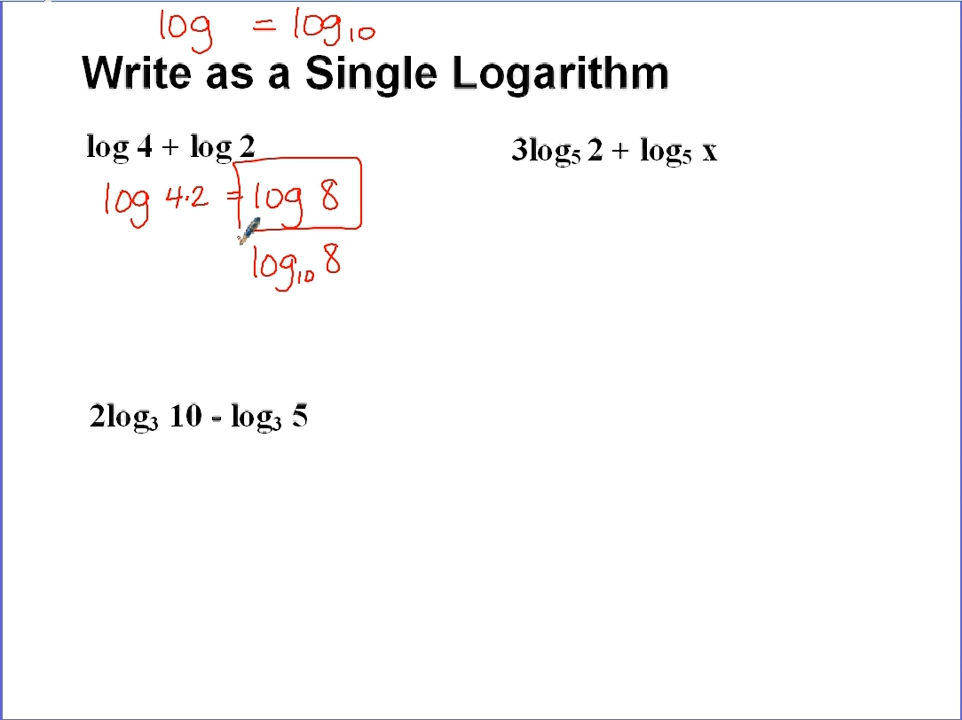 log = log₁₀
Write as a Single Logarithm
log 4 + log 2
log 4·2 = log 8
log₁₀ 8
3log₅ 2 + log₅ x
2log₃ 10 - log₃ 5